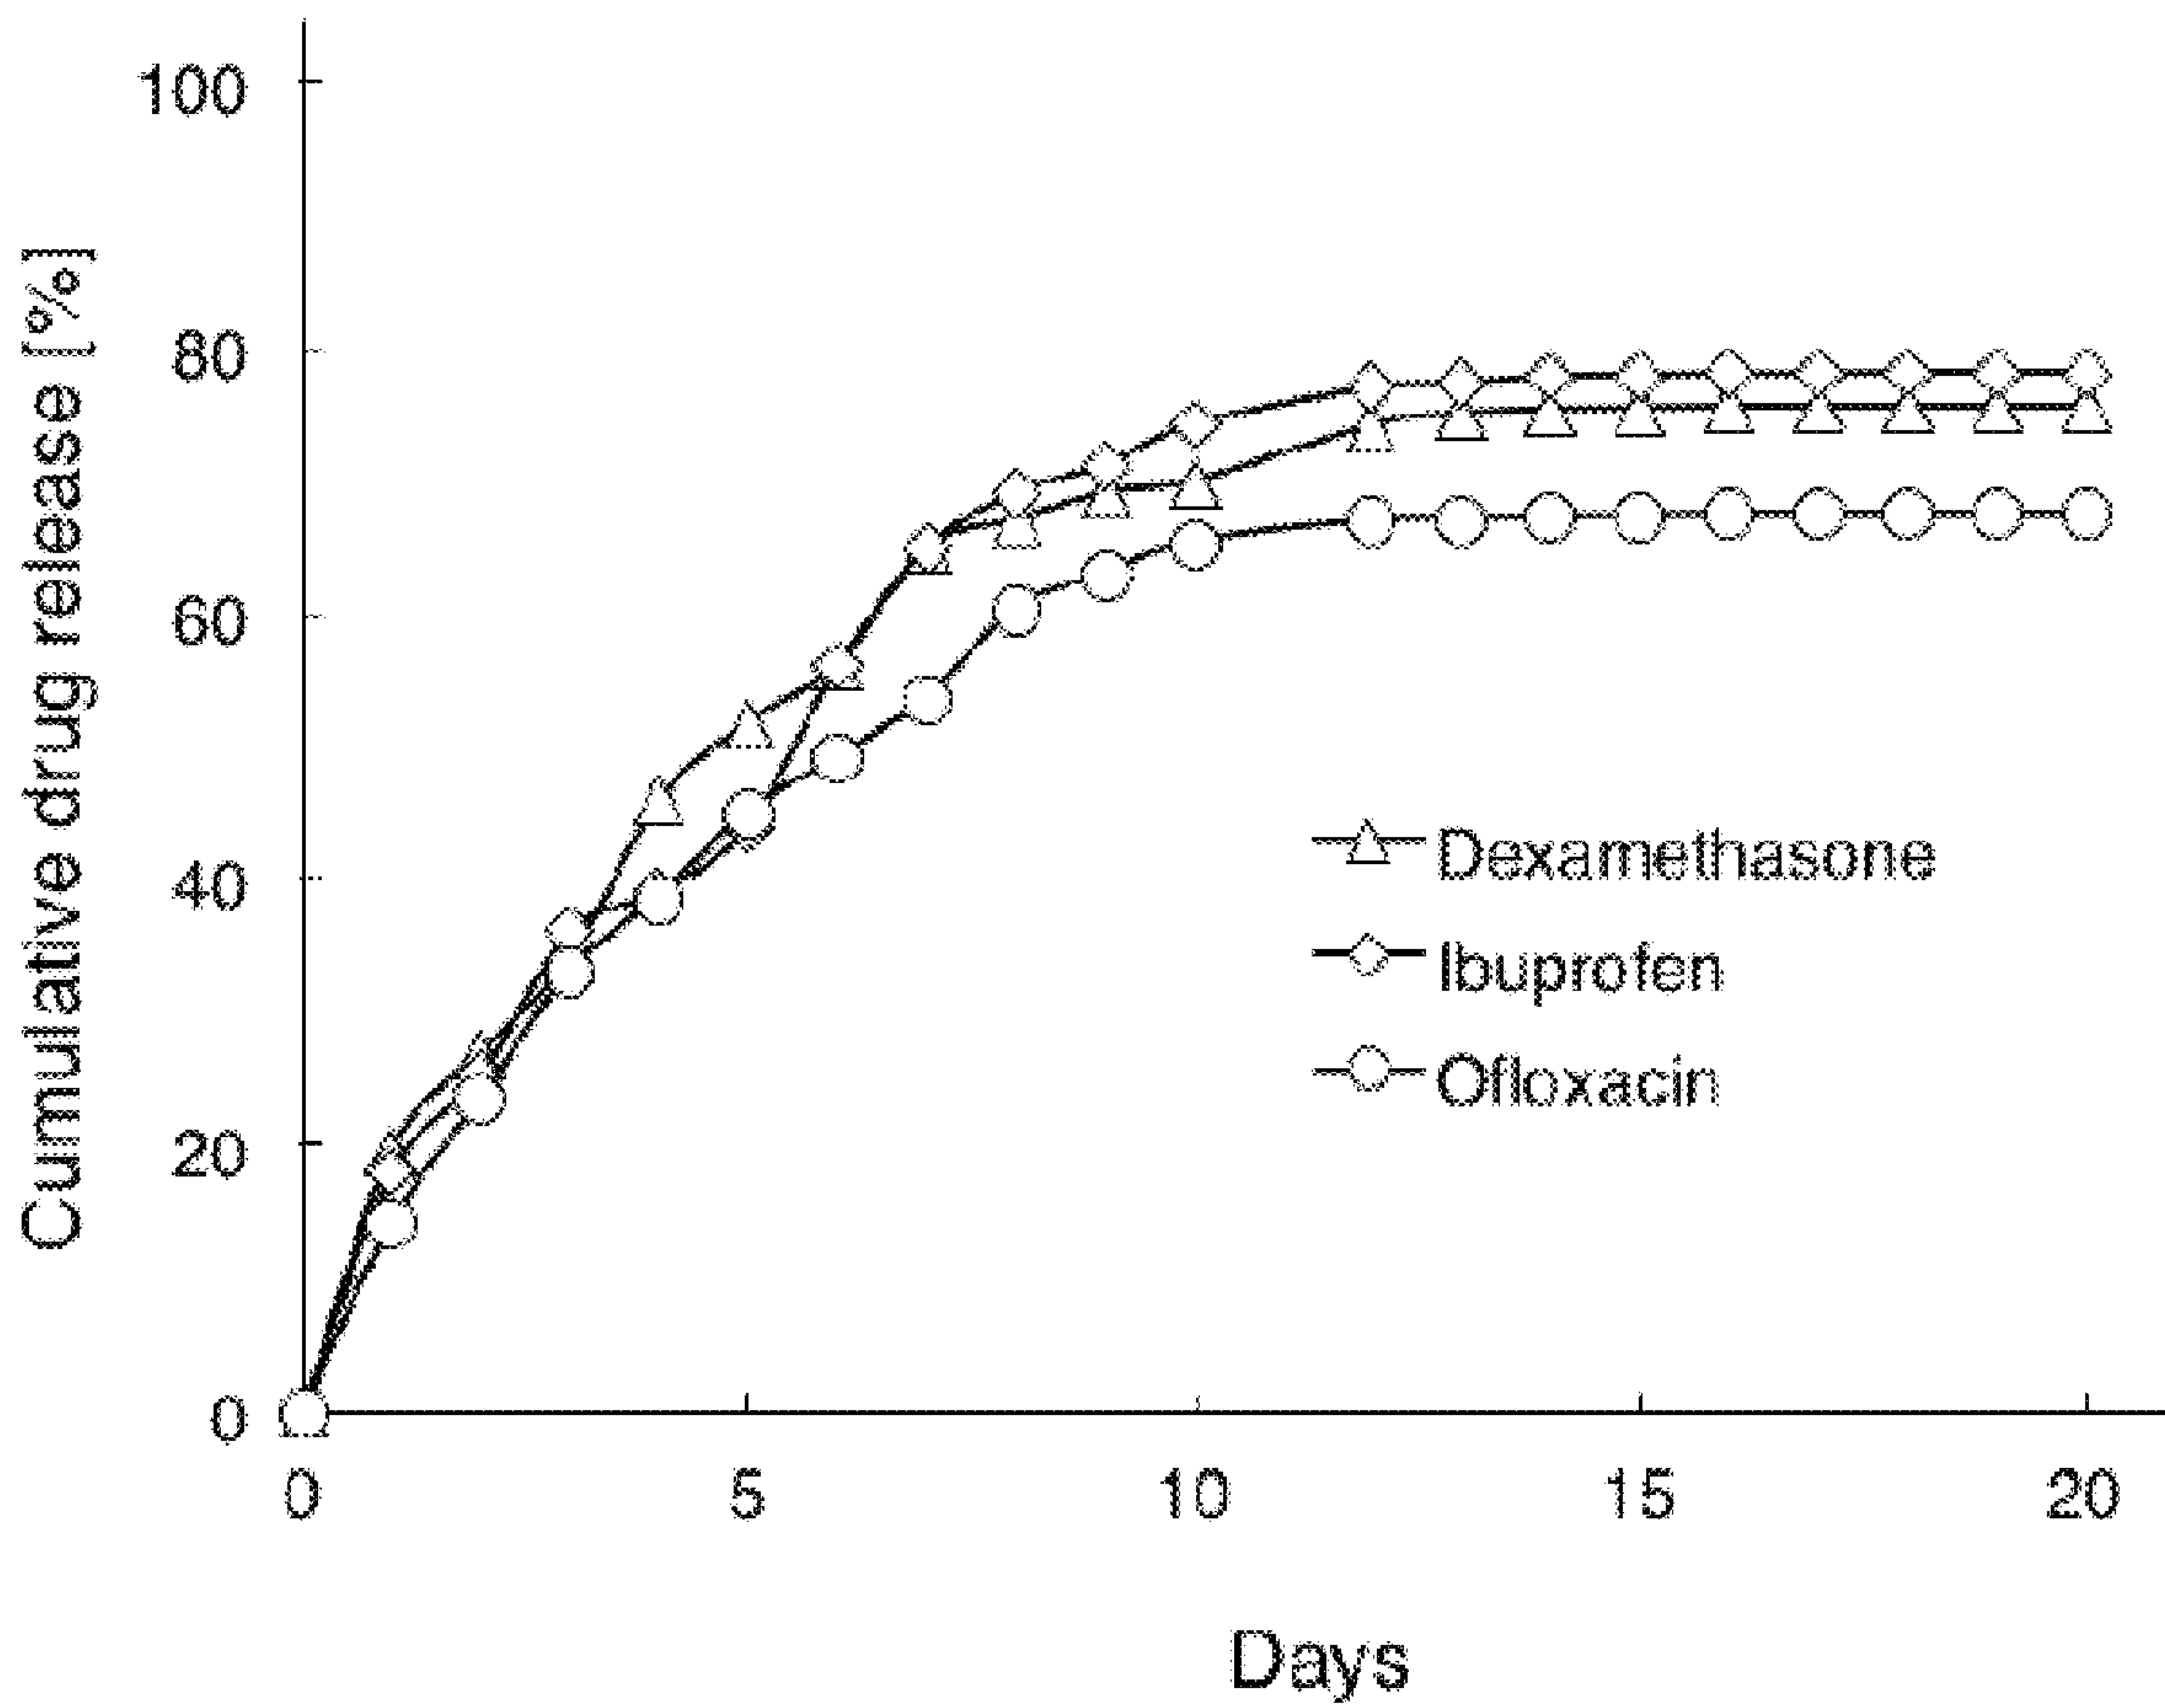 Cumulative drug release [%]
100
80
60
40
20
0
Dexamethasone
Ibuprofen
Ofloxacin
0 5 10 15 20
Days